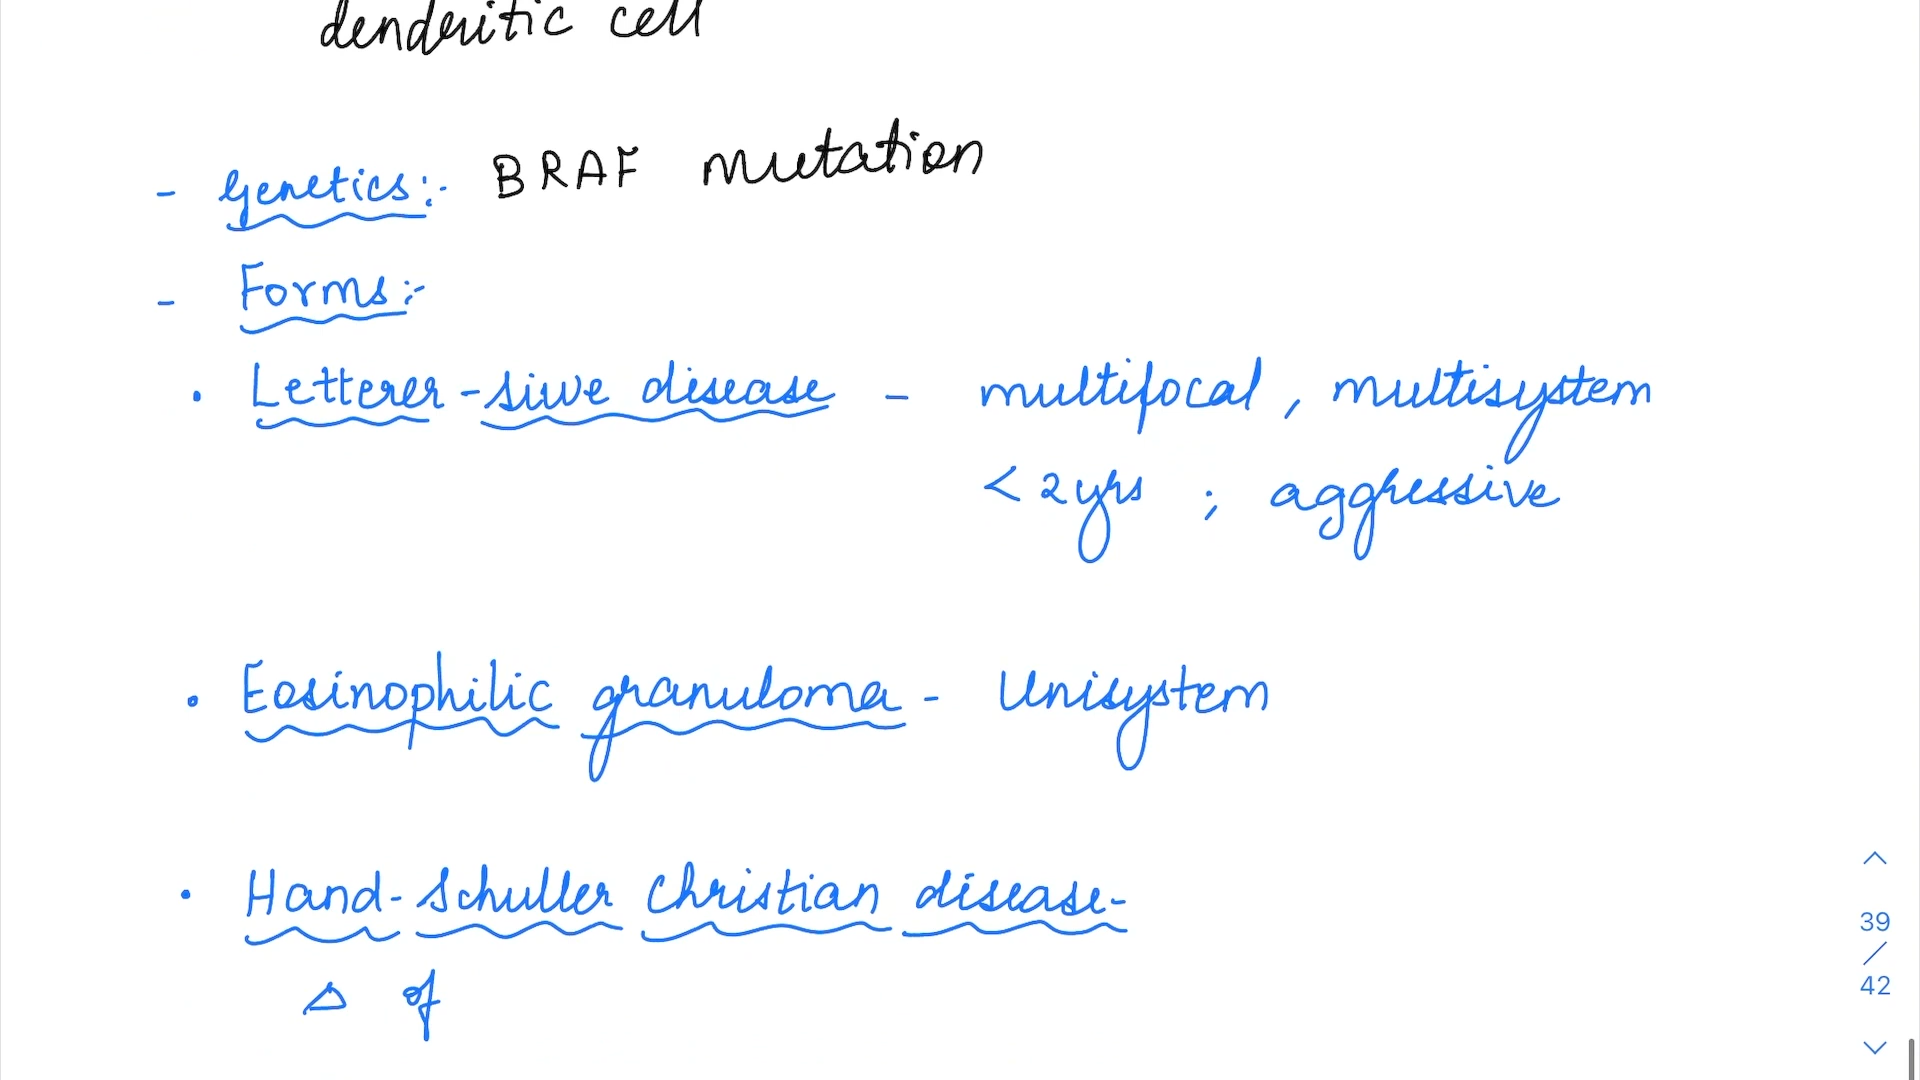 dendritic cell
- Genetics:- BRAF mutation
- Forms:-
• Letterer-siwe disease - multifocal, multisystem
< 2yrs ; aggressive
• Eosinophilic granuloma - Unisystem
• Hand-Schuller Christian disease-
Δ of
39
/
42